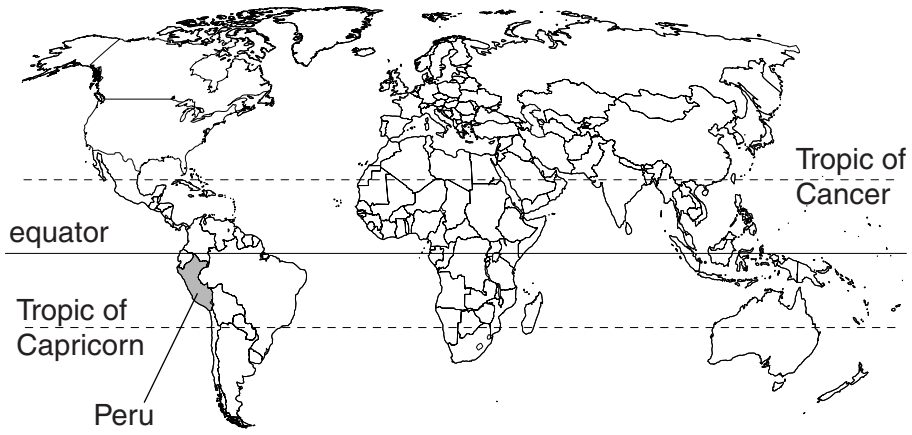 Tropic of
Cancer
equator
Tropic of
Capricorn
Peru